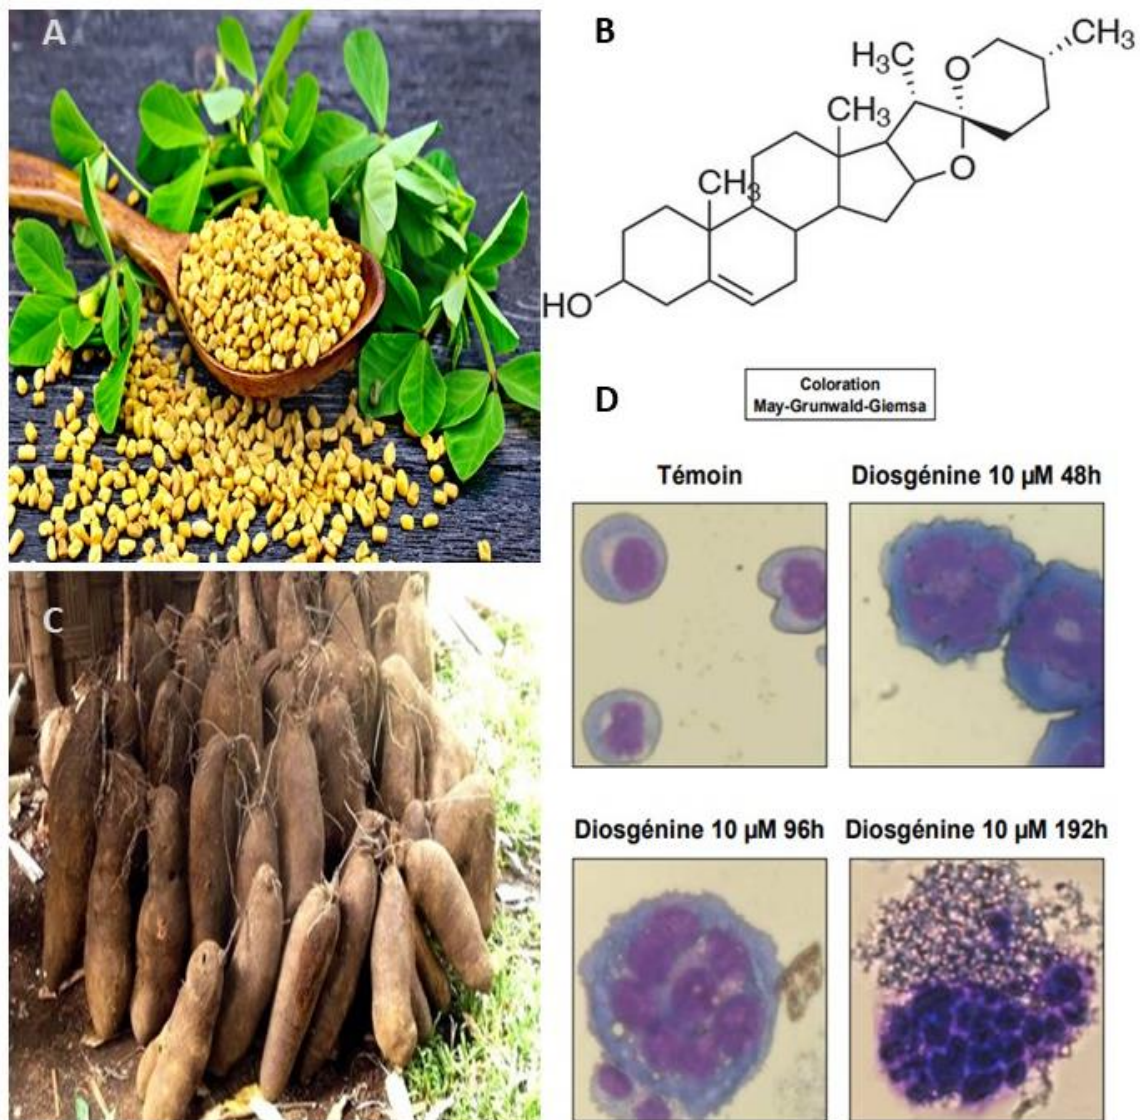 A
B
H₃C
O
CH₃
CH₃
O
CH₃
HO
D
Coloration
May-Grunwald-Giemsa
Témoin
Diosgénine 10 µM 48h
C
Diosgénine 10 µM 96h
Diosgénine 10 µM 192h